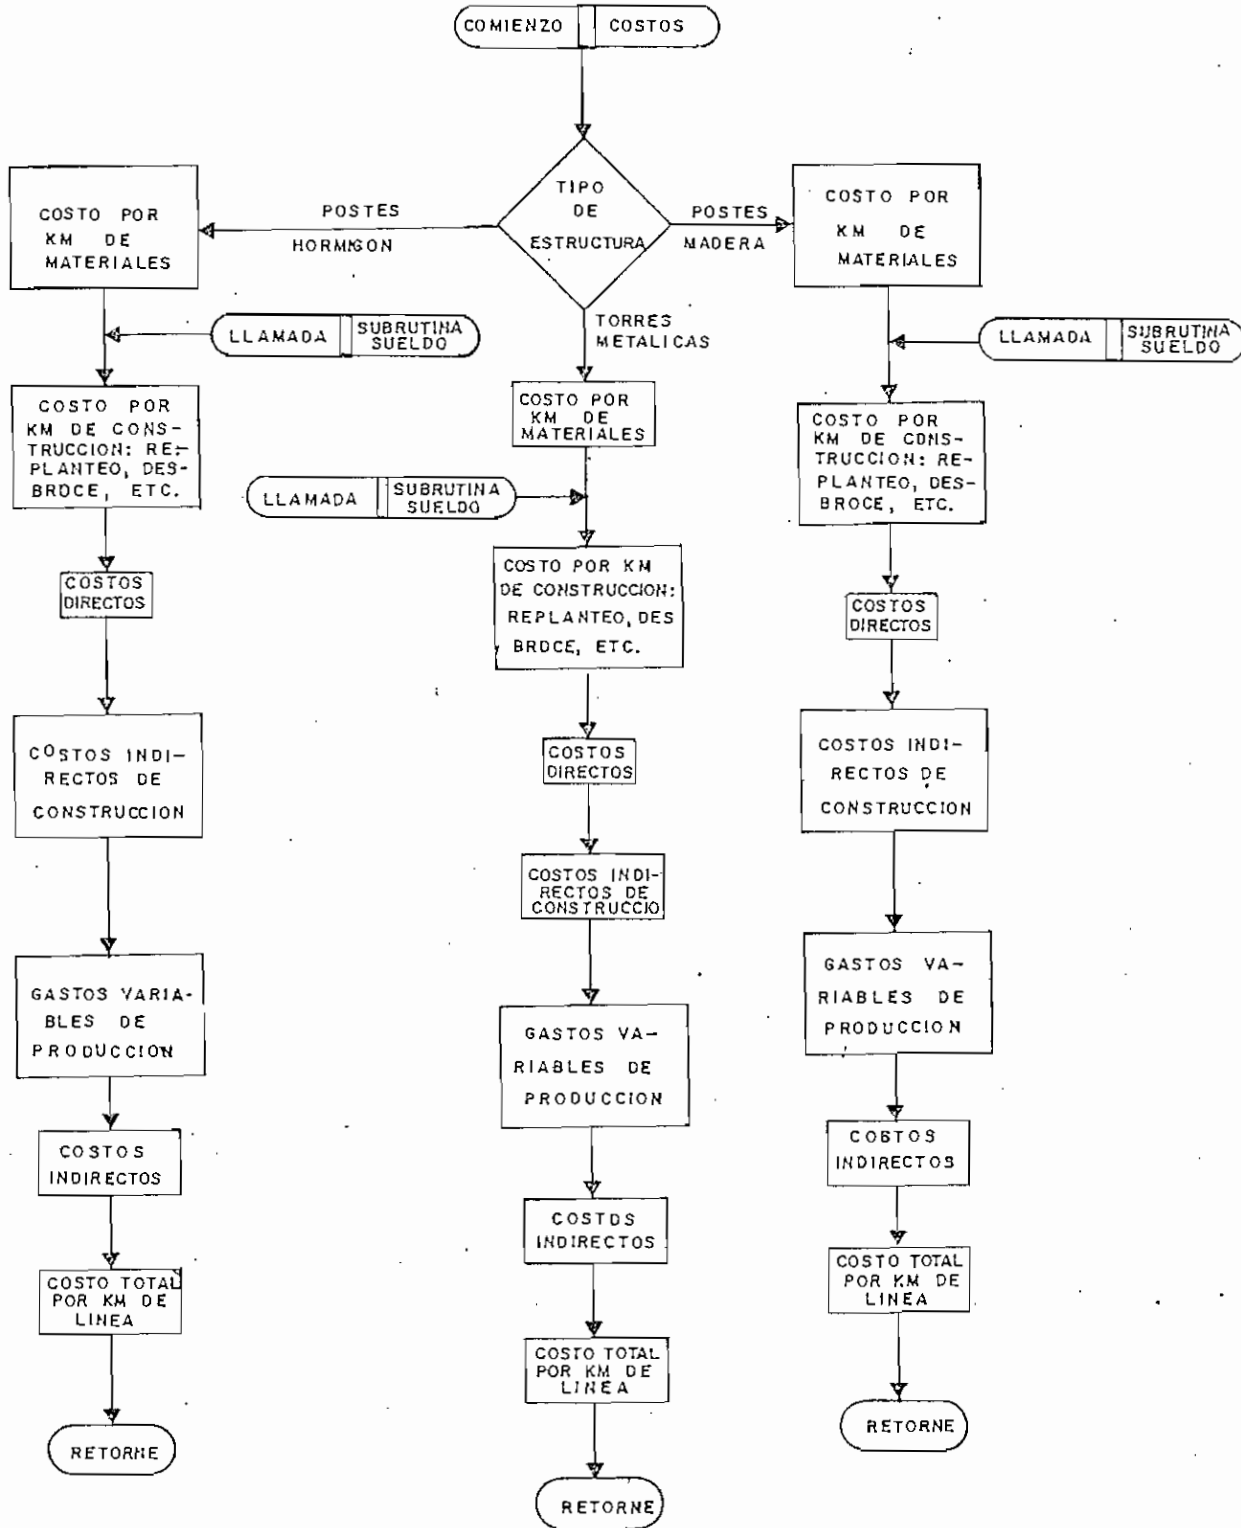 COMIENZO COSTOS
TIPO
DE
ESTRUCTURA
POSTES
HORMIGON
POSTES
MADERA
TORRES
METALICAS
COSTO POR
KM DE
MATERIALES
LLAMADA SUBRUTINA
SUELDO
COSTO POR
KM DE CONS-
TRUCCION: RE-
PLANTEO, DES-
BROCE, ETC.
COSTOS
DIRECTOS
COSTOS INDI-
RECTOS DE
CONSTRUCCION
GASTOS VARIA-
BLES DE
PRODUCCION
COSTOS
INDIRECTOS
COSTO TOTAL
POR KM DE
LINEA
RETORNE
COSTO POR
KM DE
MATERIALES
LLAMADA SUBRUTINA
SUELDO
COSTO POR KM
DE CONSTRUCCION:
REPLANTEO, DES
BROCE, ETC.
COSTOS
DIRECTOS
COSTOS INDI-
RECTOS DE
CONSTRUCCIO
GASTOS VA-
RIABLES DE
PRODUCCION
COSTOS
INDIRECTOS
COSTO TOTAL
POR KM DE
LINEA
RETORNE
COSTO POR
KM DE
MATERIALES
LLAMADA SUBRUTINA
SUELDO
COSTO POR
KM DE CONS-
TRUCCION: RE-
PLANTEO, DES-
BROCE, ETC.
COSTOS
DIRECTOS
COSTOS INDI-
RECTOS DE
CONSTRUCCION
GASTOS VA-
RIABLES DE
PRODUCCION
COSTOS
INDIRECTOS
COSTO TOTAL
POR KM DE
LINEA
RETORNE